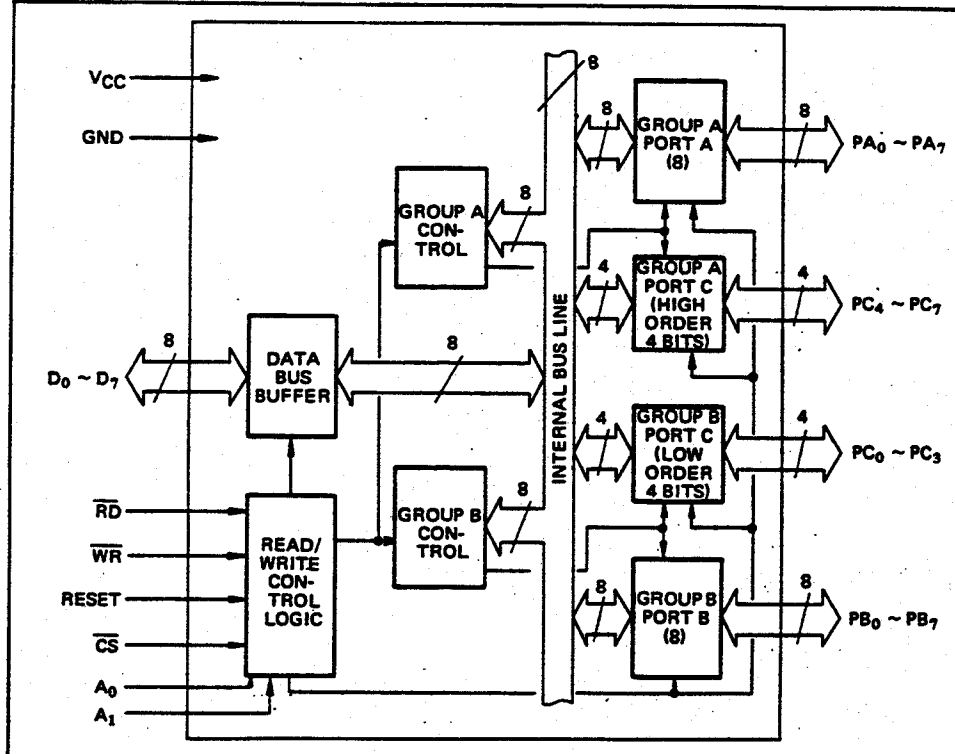 VCC
GND
8
GROUP A
PORT A
(8)
8
8
PA0 ~ PA7
GROUP A
CON-
TROL
8
GROUP A
PORT C
(HIGH
ORDER
4 BITS)
4
4
PC4 ~ PC7
D0 ~ D7
8
DATA
BUS
BUFFER
8
INTERNAL BUS LINE
GROUP B
PORT C
(LOW
ORDER
4 BITS)
4
4
PC0 ~ PC3
RD
WR
RESET
CS
A0
A1
READ/
WRITE
CON-
TROL
LOGIC
GROUP B
CON-
TROL
8
GROUP B
PORT B
(8)
8
8
PB0 ~ PB7